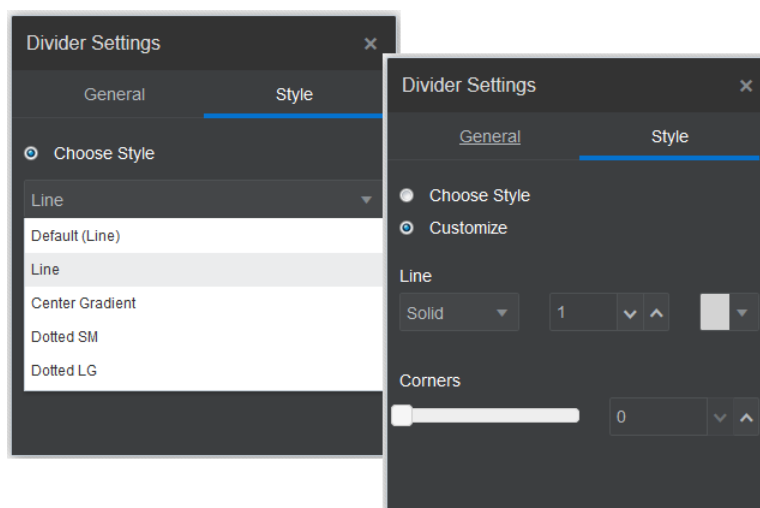 Divider Settings ×
General Style
Choose Style
Line
Default (Line)
Line
Center Gradient
Dotted SM
Dotted LG
Divider Settings ×
General Style
Choose Style
Customize
Line
Solid 1
Corners
0